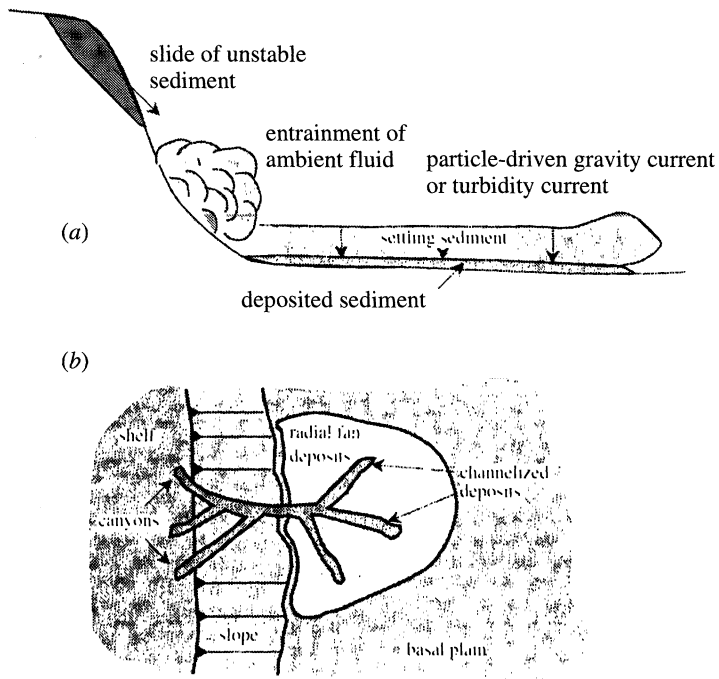 slide of unstable
sediment
entrainment of
ambient fluid
particle-driven gravity current
or turbidity current
(a)
settling sediment
deposited sediment
(b)
shelf
radial fan
deposits
channelized
deposits
canyons
slope
basal plain